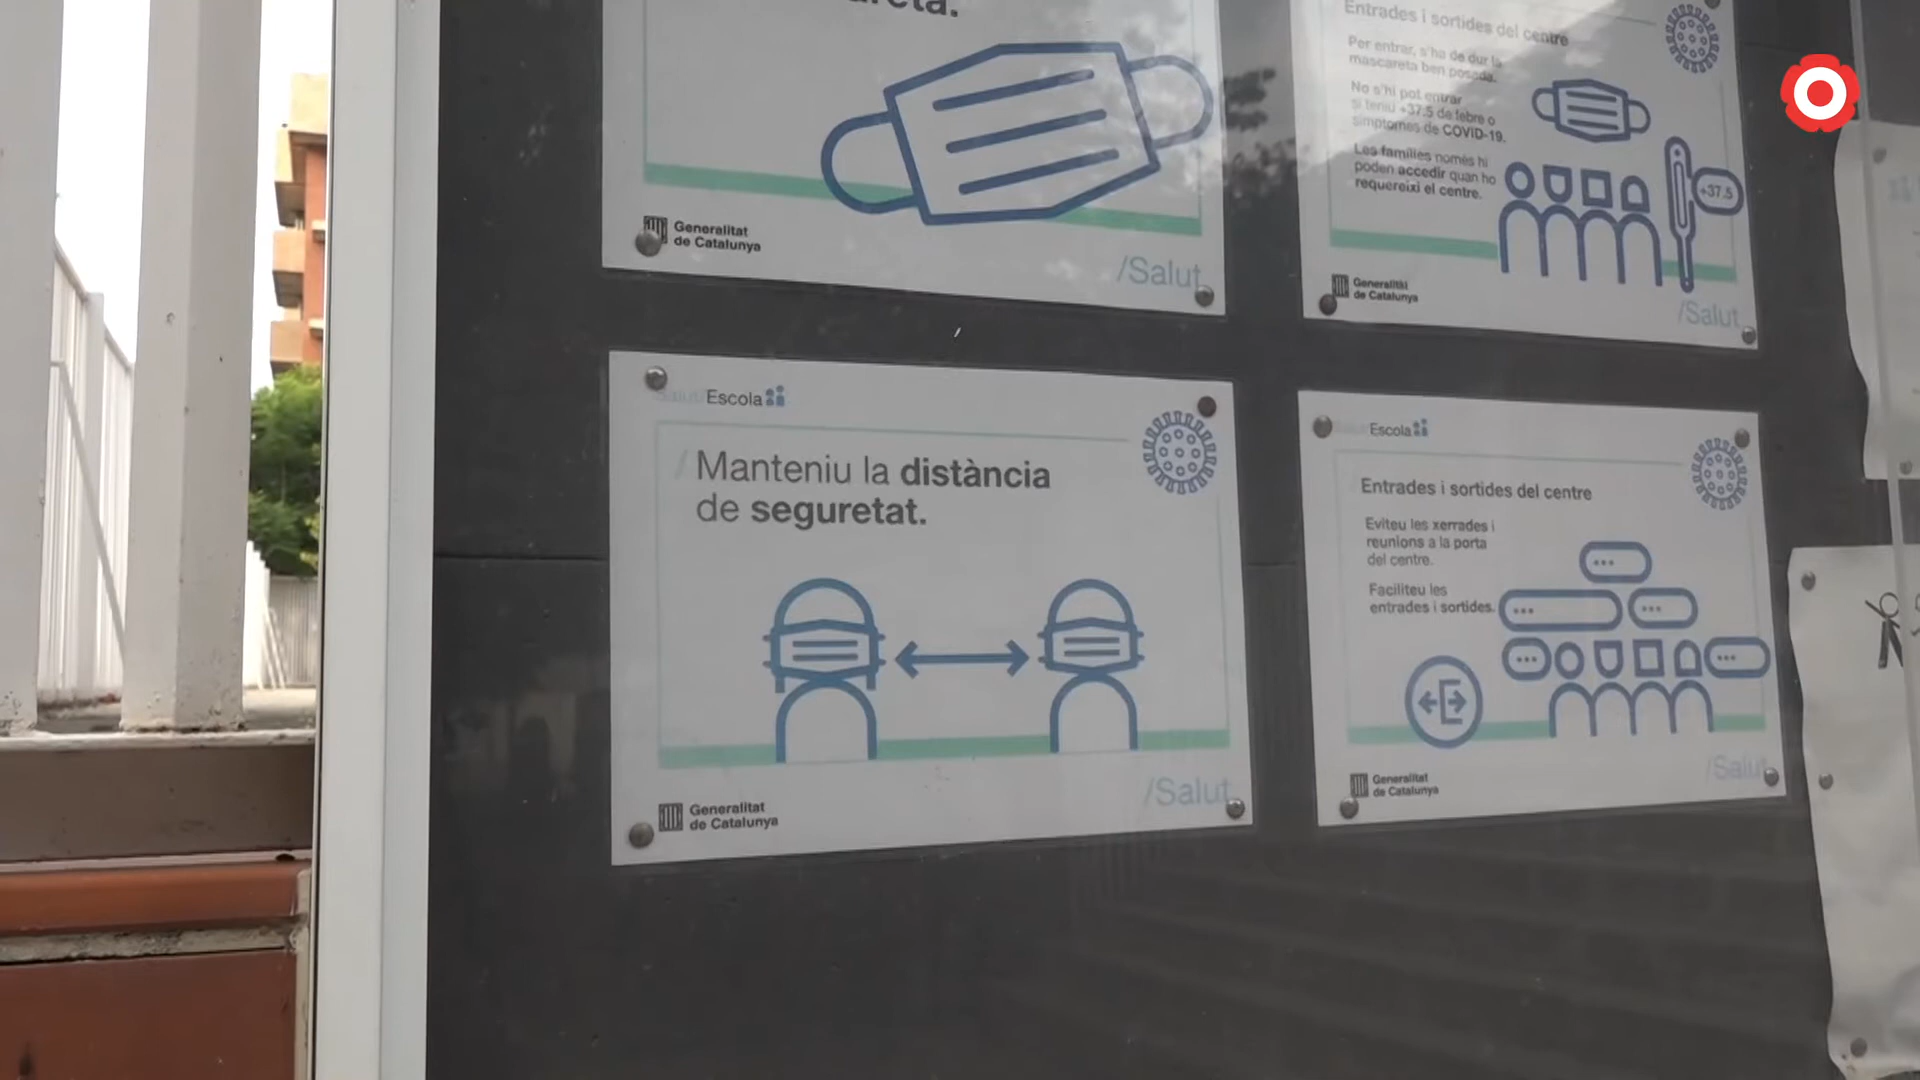 Generalitat
de Catalunya
/Salut
Entrades i sortides del centre
Per entrar, s'ha de dur la
mascareta ben posada.
No s'hi pot entrar
si teniu +37.5 de febre o
símptomes de COVID-19.
Les famílies només hi
poden accedir quan ho
requereixi el centre.
+37.5
Generalitat
de Catalunya
/Salut
Salut/Escola
/Manteniu la distància
de seguretat.
Generalitat
de Catalunya
/Salut
Escola
Entrades i sortides del centre
Eviteu les xerrades i
reunions a la porta
del centre.
Faciliteu les
entrades i sortides.
Generalitat
de Catalunya
/Salut